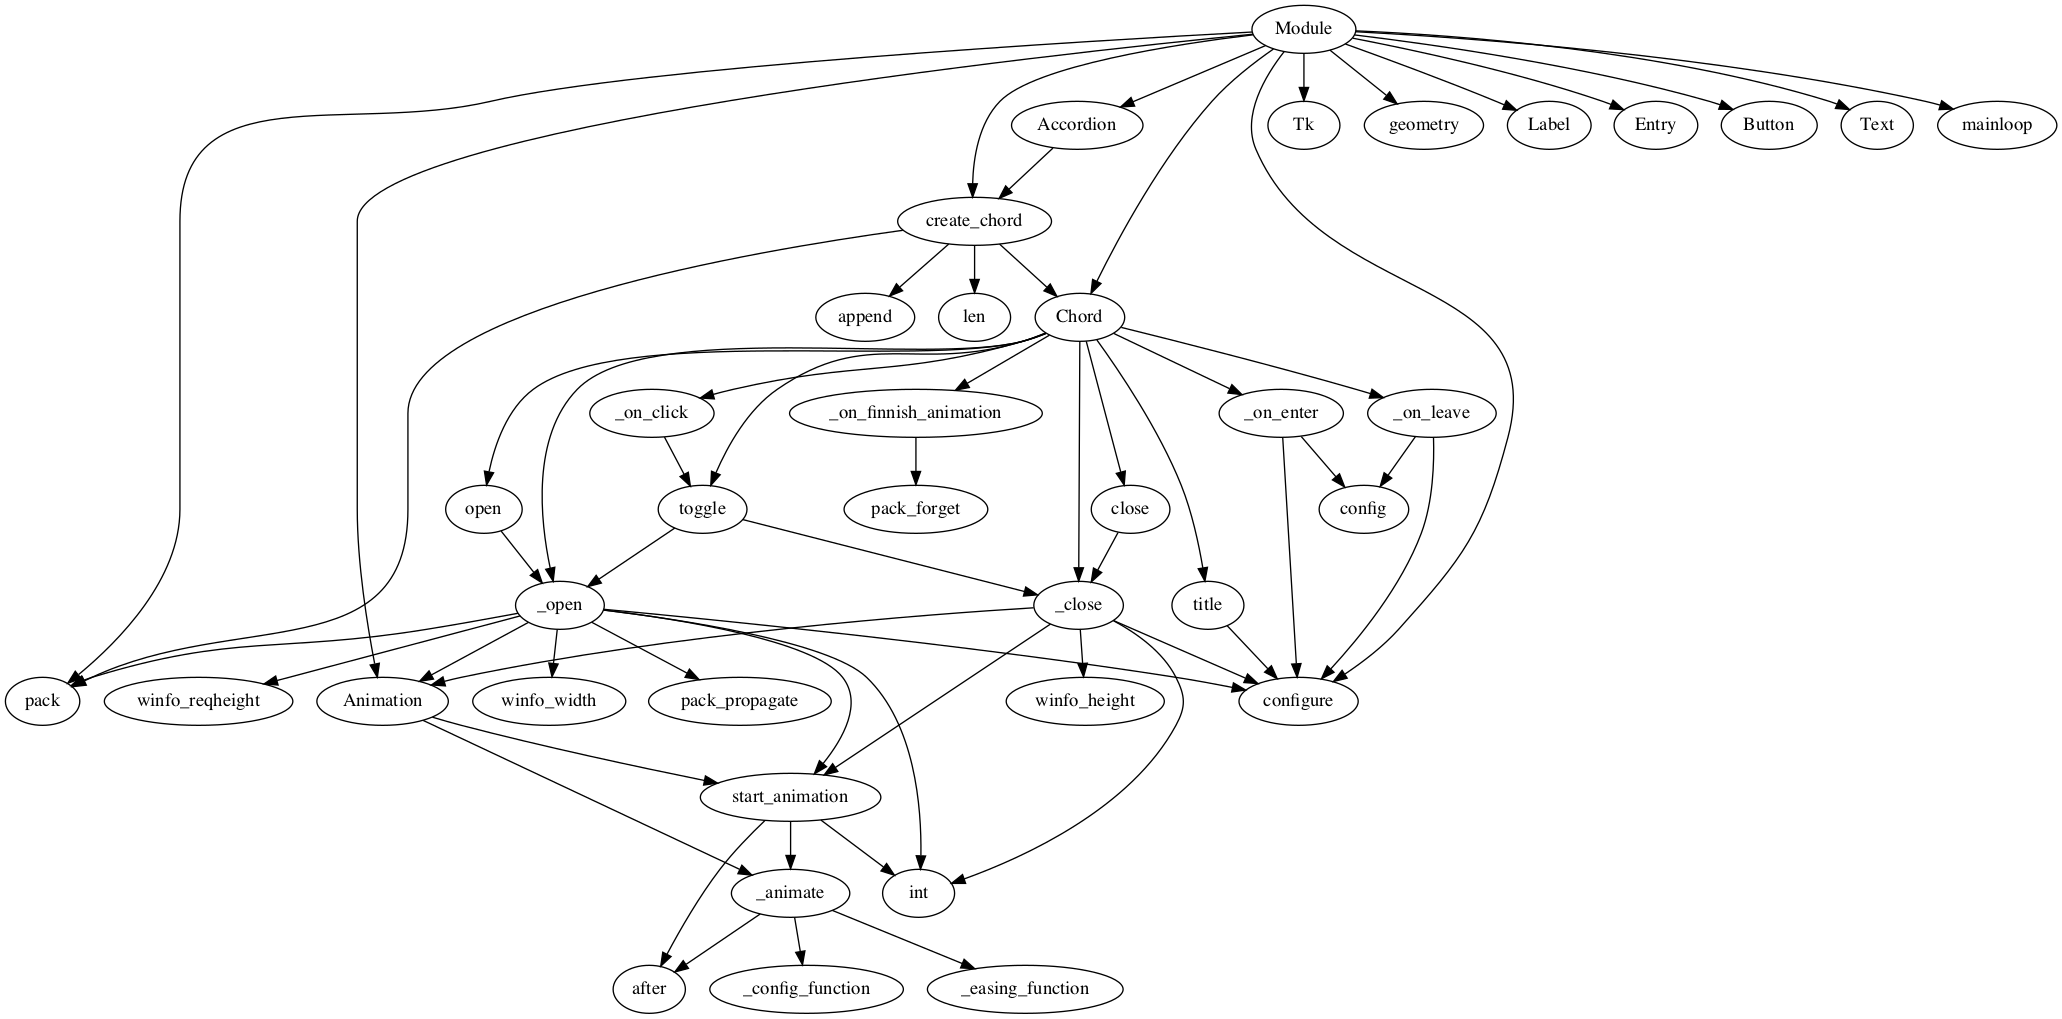 Module
Accordion
Tk
geometry
Label
Entry
Button
Text
mainloop
create_chord
append
len
Chord
_on_click
_on_finnish_animation
_on_enter
_on_leave
open
toggle
pack_forget
close
config
_open
_close
title
pack
winfo_reqheight
Animation
winfo_width
pack_propagate
winfo_height
configure
start_animation
_animate
int
after
_config_function
_easing_function